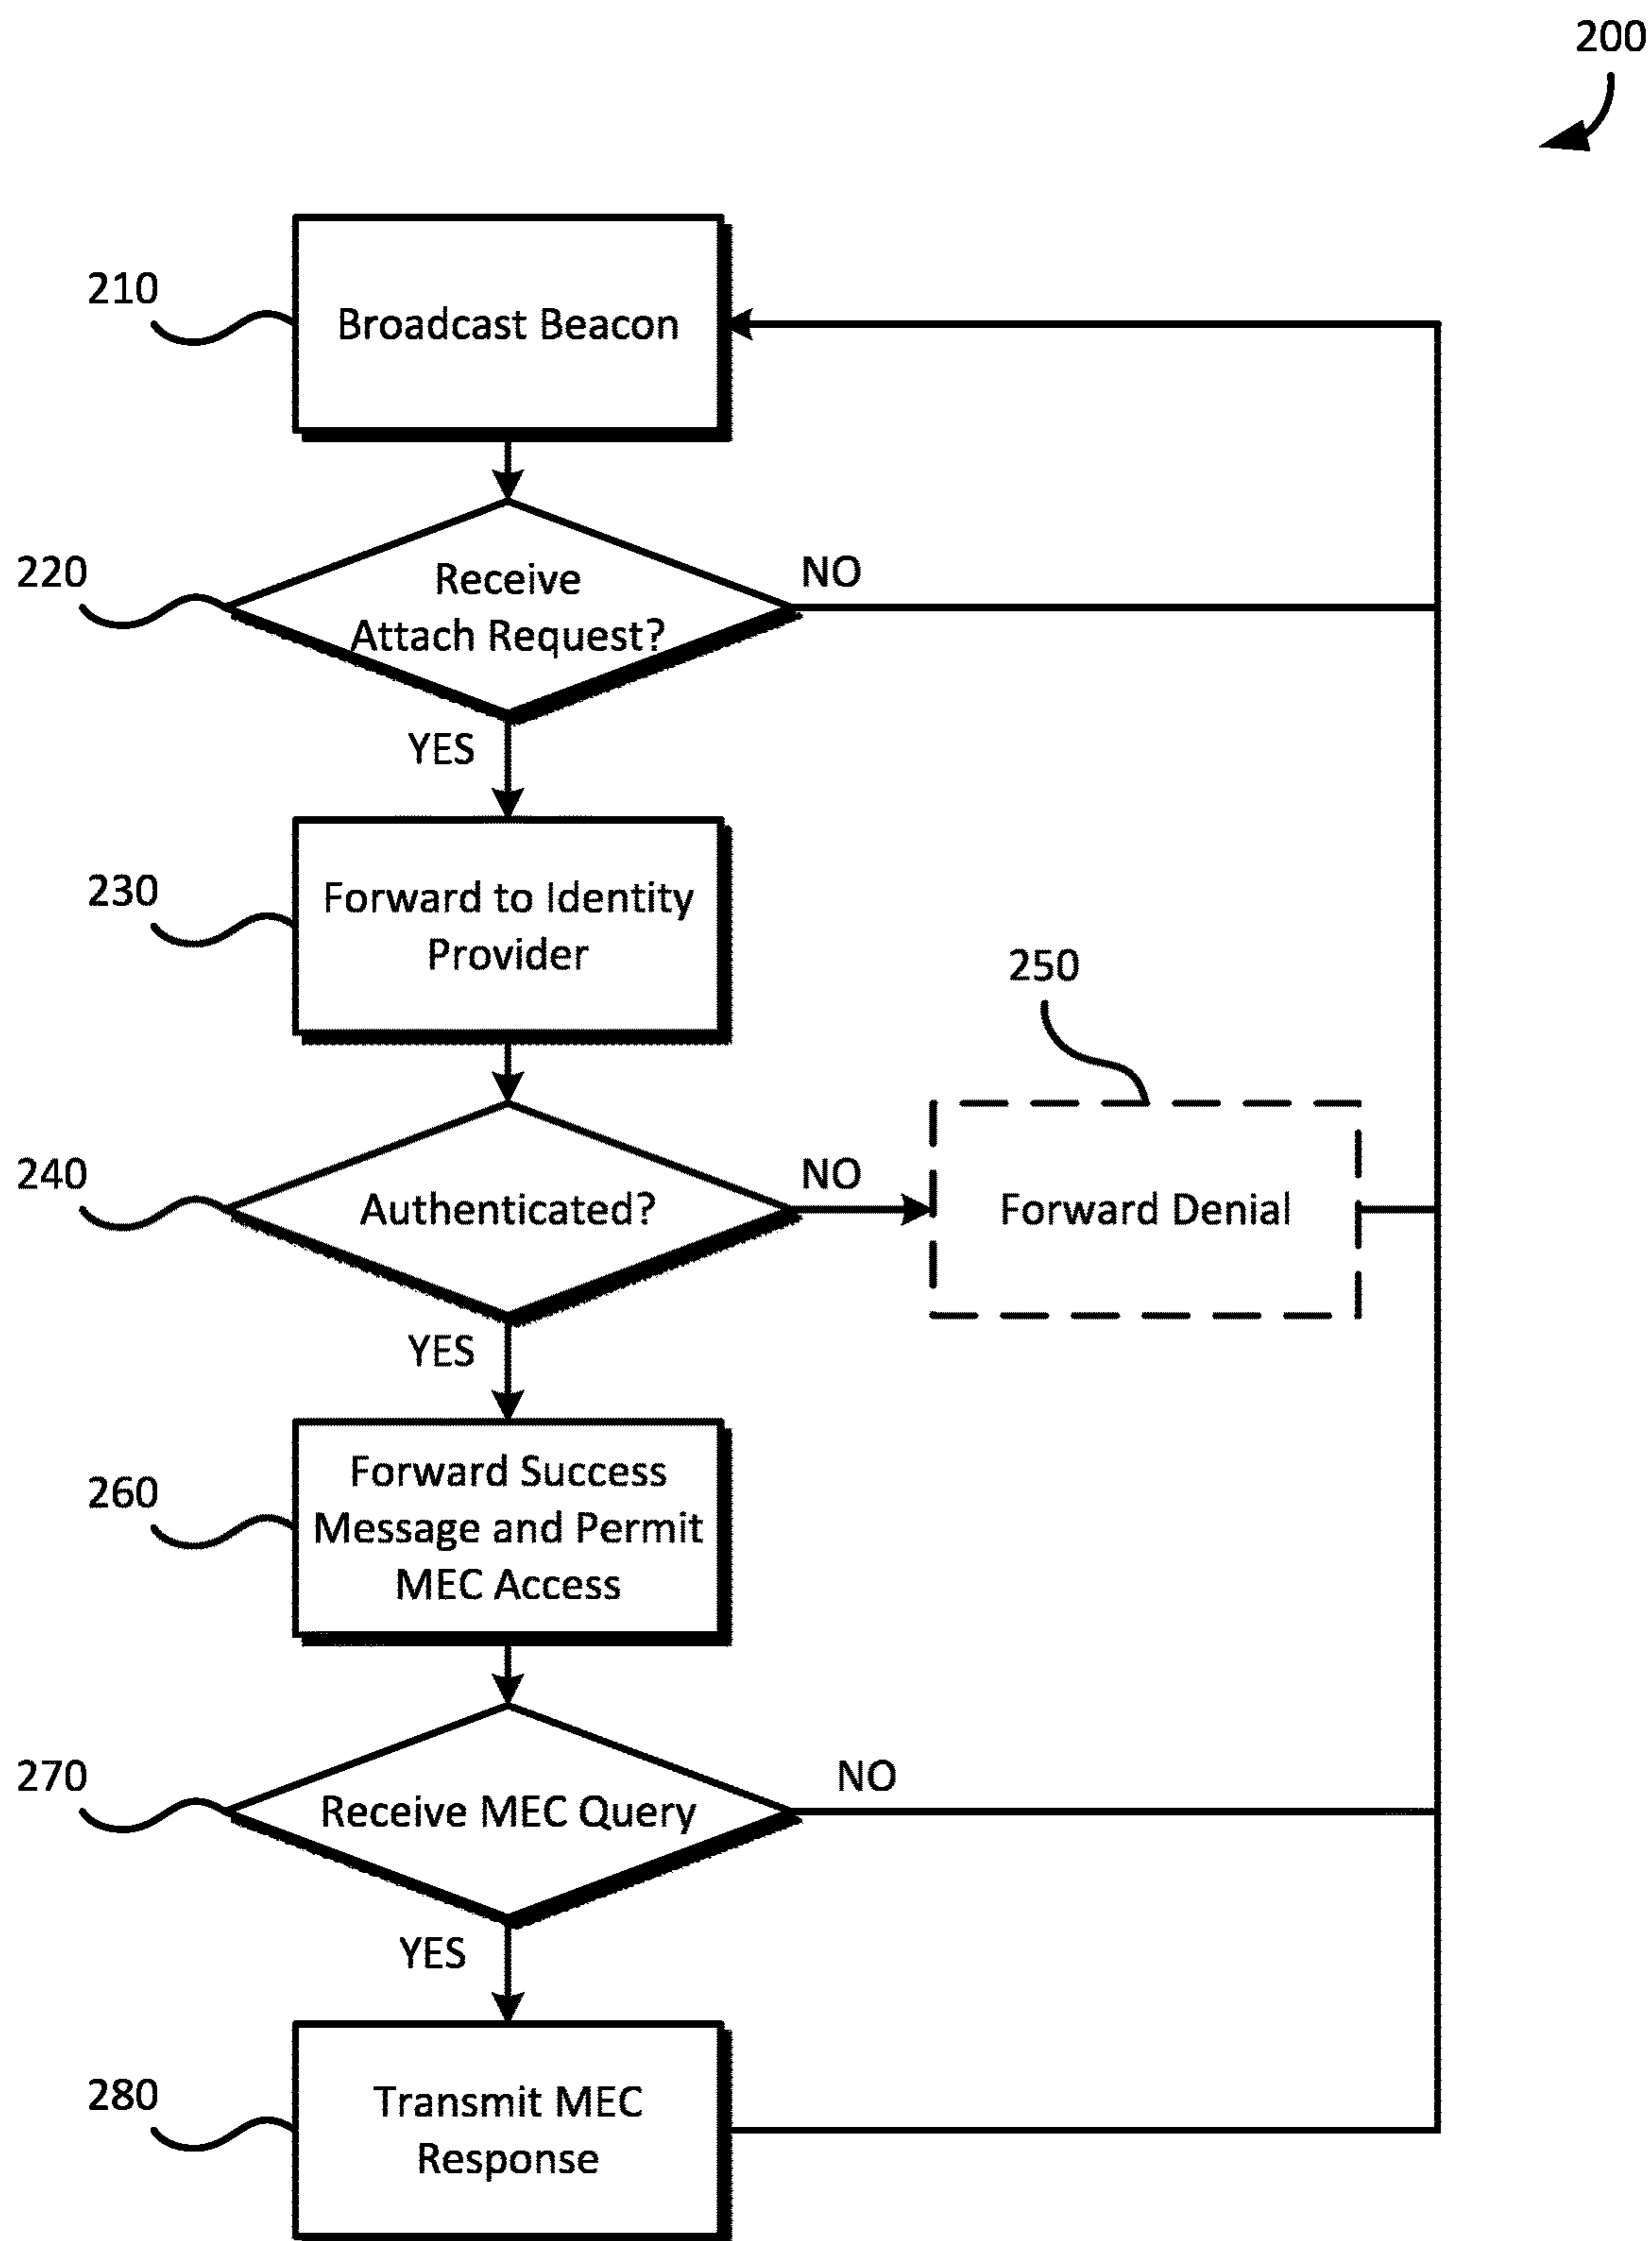 200
210
Broadcast Beacon
220
Receive
Attach Request?
NO
YES
230
Forward to Identity
Provider
250
240
Authenticated?
NO
Forward Denial
YES
260
Forward Success
Message and Permit
MEC Access
270
Receive MEC Query
NO
YES
280
Transmit MEC
Response